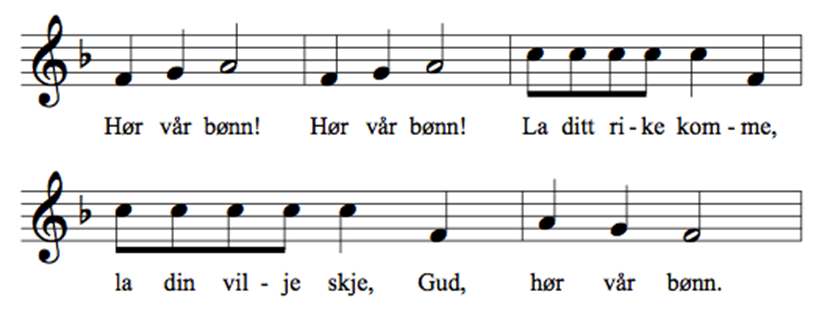 Hør vår bønn! Hør vår bønn! La ditt ri - ke kom - me,
la din vil - je skje, Gud, hør vår bønn.